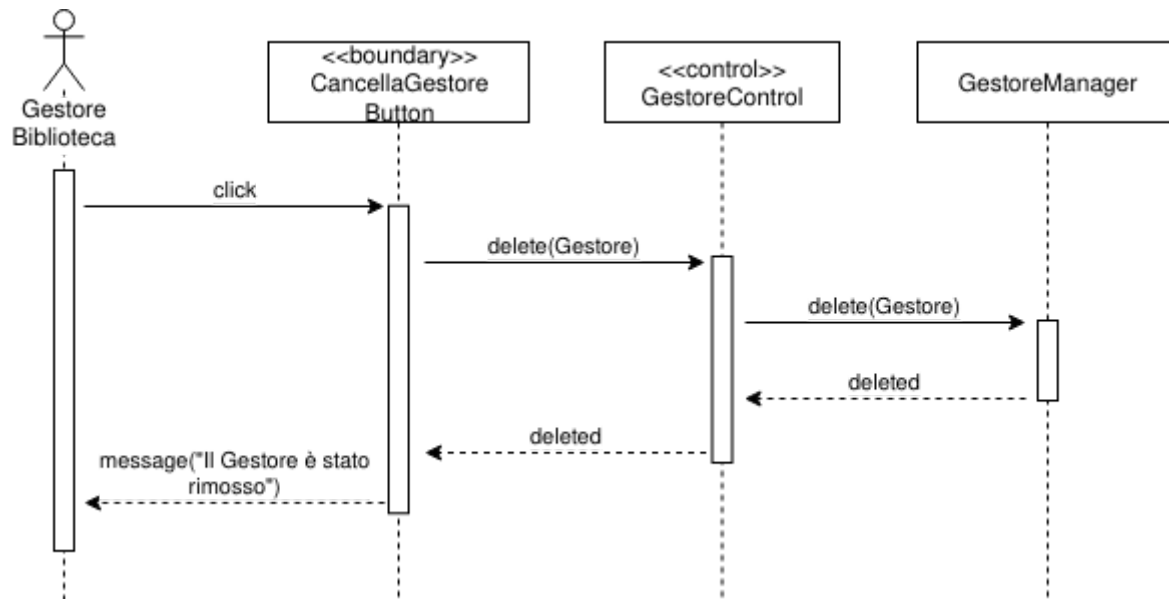 Gestore
Biblioteca
<<boundary>>
CancellaGestore
Button
<<control>>
GestoreControl
GestoreManager
click
delete(Gestore)
delete(Gestore)
deleted
deleted
message("Il Gestore è stato
rimosso")